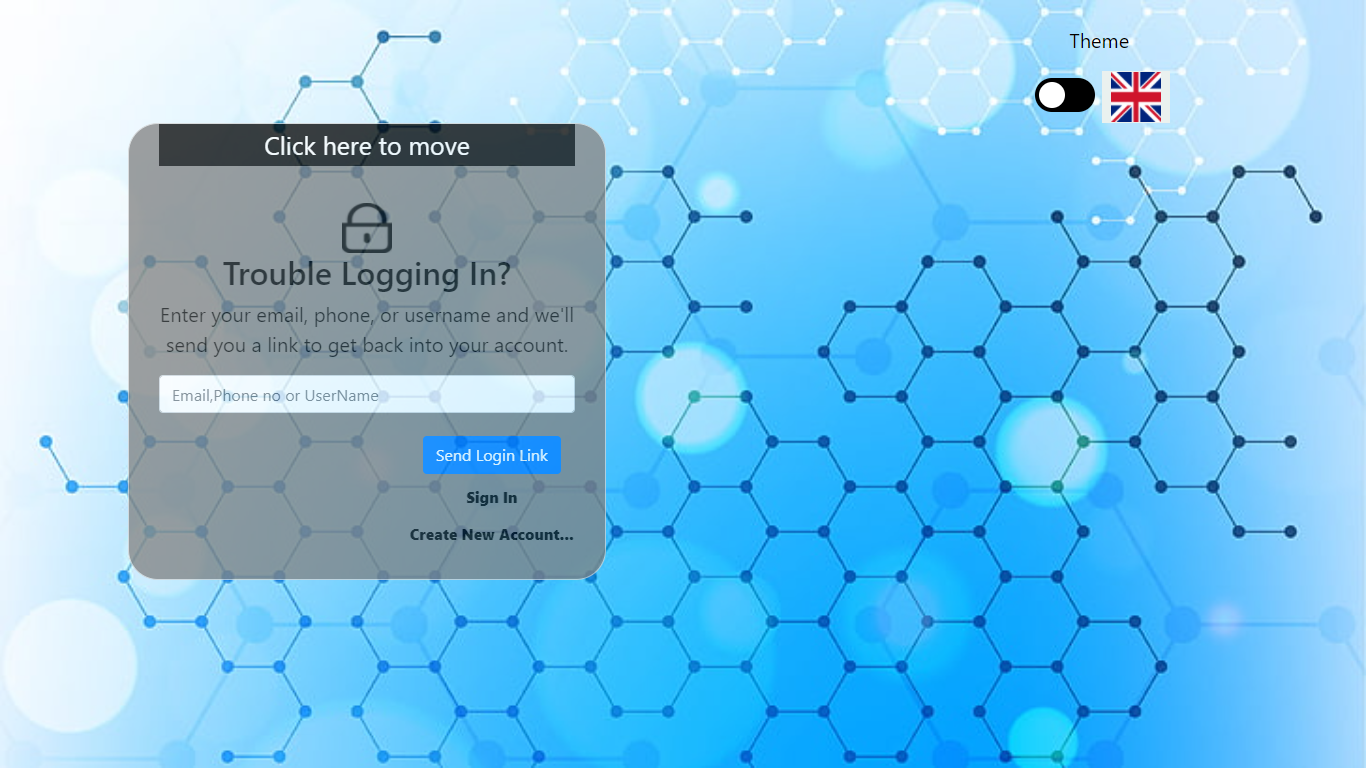 Theme
Click here to move
Trouble Logging In?
Enter your email, phone, or username and we'll
send you a link to get back into your account.
Email,Phone no or UserName
Send Login Link
Sign In
Create New Account...